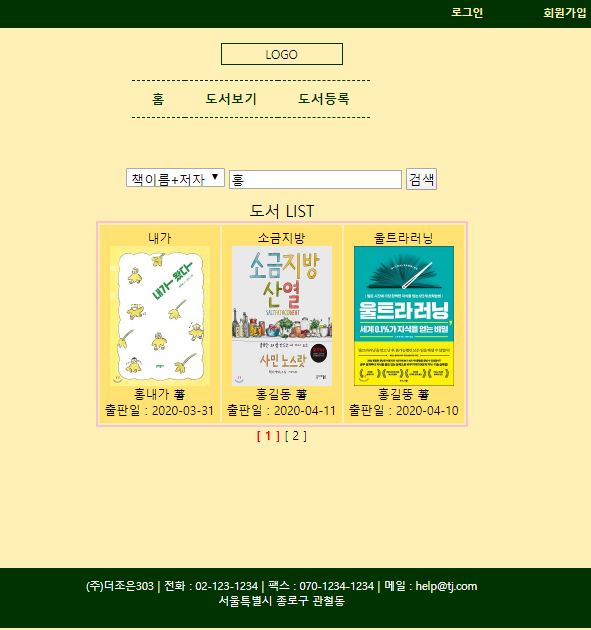 로그인 회원가입
LOGO
홈 도서보기 도서등록
책이름+저자 홍 검색
도서 LIST
내가 소금지방 울트라러닝
내가 왔다
소금지방
산열
SALT FAT ACID HEAT
사민 노스랏
울트라러닝,
세계 0.1%가 지식을 얻는 비밀
홍내가 著 홍길동 著 홍길뚱 著
출판일 : 2020-03-31 출판일 : 2020-04-11 출판일 : 2020-04-10
[ 1 ] [ 2 ]
(주)더조은303 | 전화 : 02-123-1234 | 팩스 : 070-1234-1234 | 메일 : help@tj.com
서울특별시 종로구 관철동